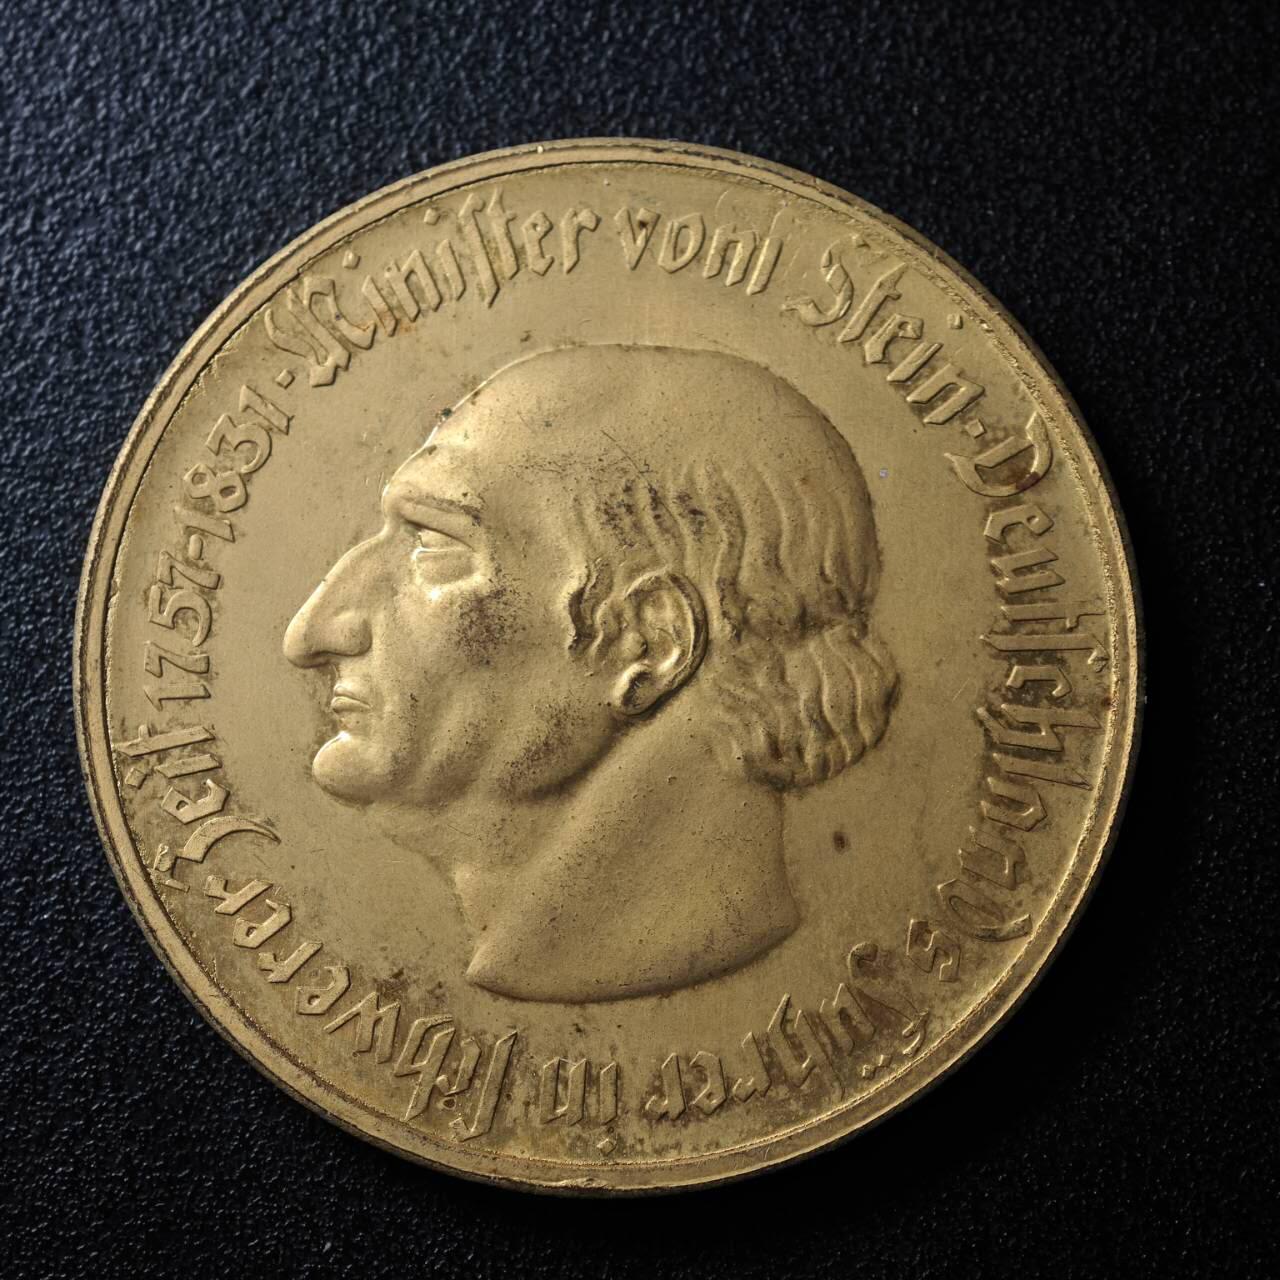 Minister vom Stein · Deutschlands Führer in schwerer Zeit 1757-1831 ·